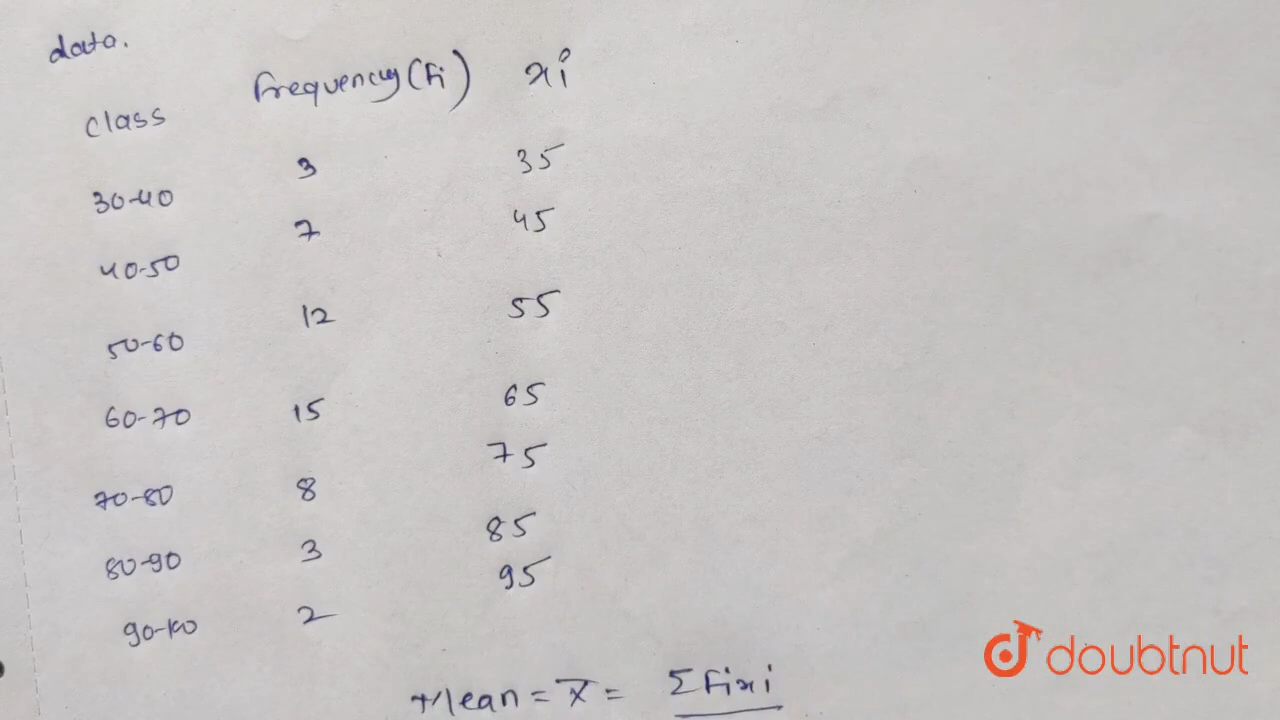 data.
Class Frequency (Fi) xi
30-40 3 35
40-50 7 45
50-60 12 55
60-70 15 65
70-80 8 75
80-90 3 85
90-100 2 95
Mean = x̅ = ΣFixi
doubtnut